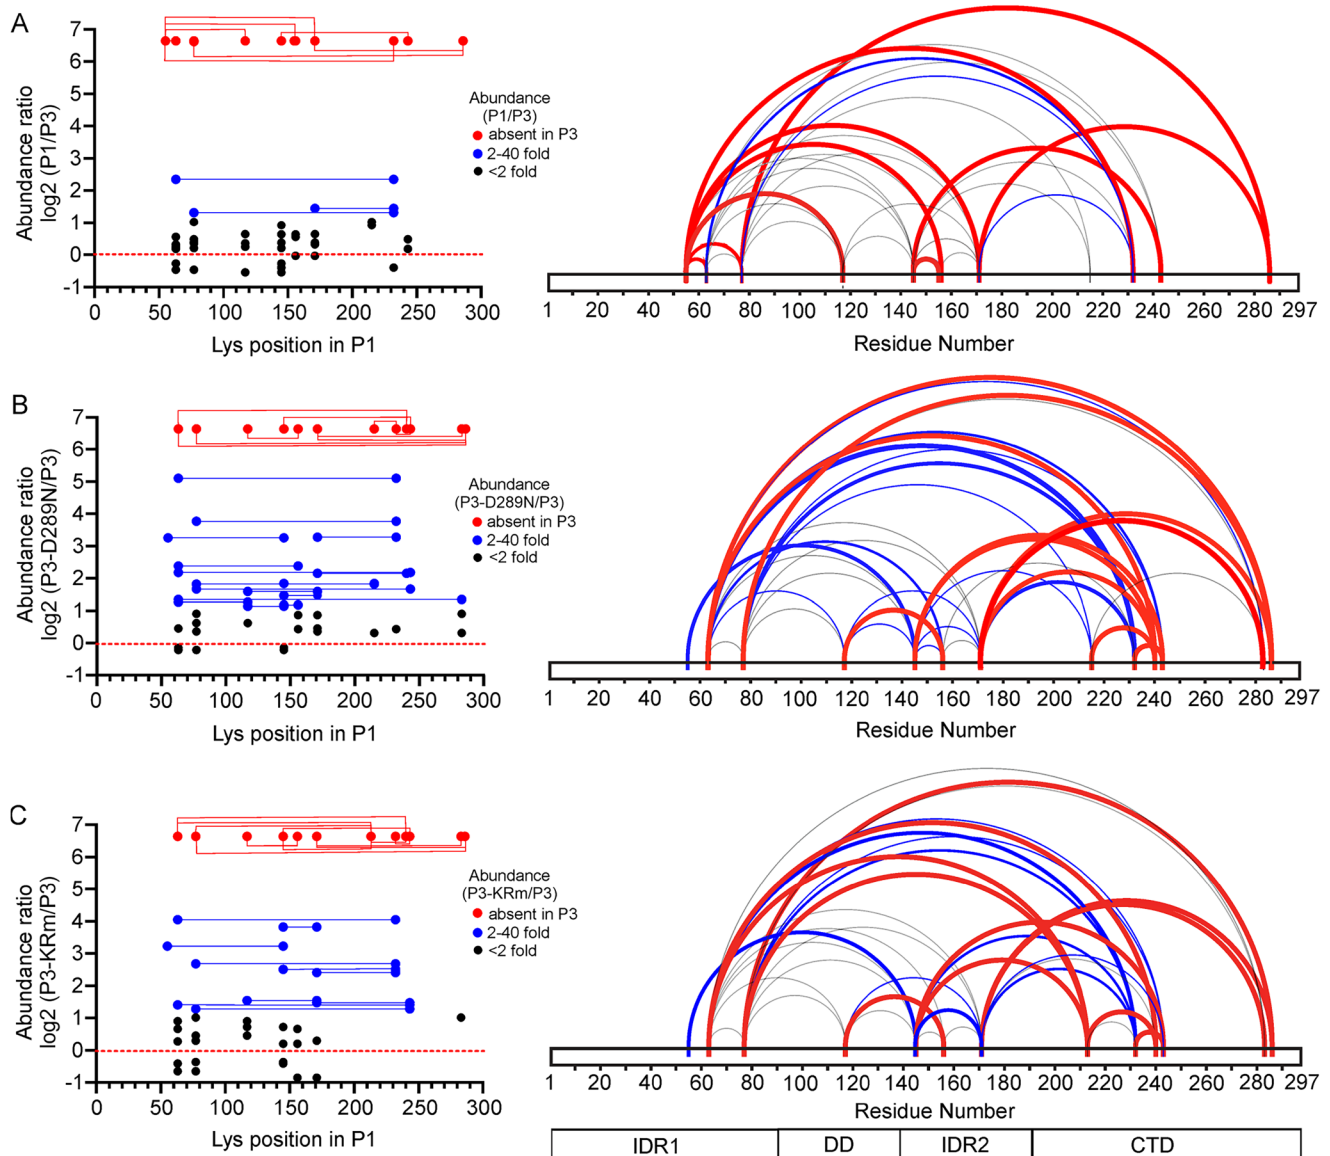 A
Abundance ratio
log2 (P1/P3)
7
6
5
4
3
2
1
0
-1
0 50 100 150 200 250 300
Lys position in P1
Abundance
(P1/P3)
absent in P3
2-40 fold
<2 fold
1 20 40 60 80 100 120 140 160 180 200 220 240 260 280 297
Residue Number
B
Abundance ratio
log2 (P3-D289N/P3)
7
6
5
4
3
2
1
0
-1
0 50 100 150 200 250 300
Lys position in P1
Abundance
(P3-D289N/P3)
absent in P3
2-40 fold
<2 fold
1 20 40 60 80 100 120 140 160 180 200 220 240 260 280 297
Residue Number
C
Abundance ratio
log2 (P3-KRm/P3)
7
6
5
4
3
2
1
0
-1
0 50 100 150 200 250 300
Lys position in P1
Abundance
(P3-KRm/P3)
absent in P3
2-40 fold
<2 fold
1 20 40 60 80 100 120 140 160 180 200 220 240 260 280 297
Residue Number
IDR1 DD IDR2 CTD